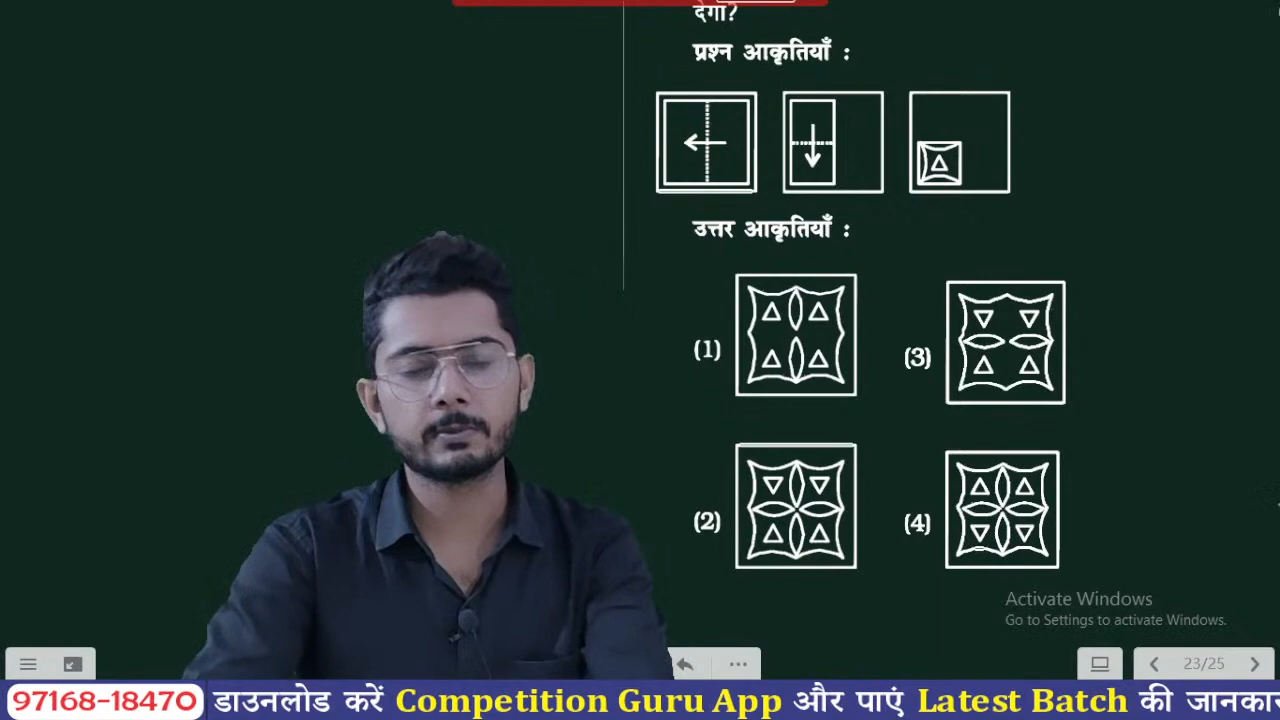 देगा?
प्रश्न आकृतियाँ :
उत्तर आकृतियाँ :
(1)
(3)
(2)
(4)
Activate Windows
Go to Settings to activate Windows.
23/25
97168-18470 डाउनलोड करें Competition Guru App और पाएं Latest Batch की जानका